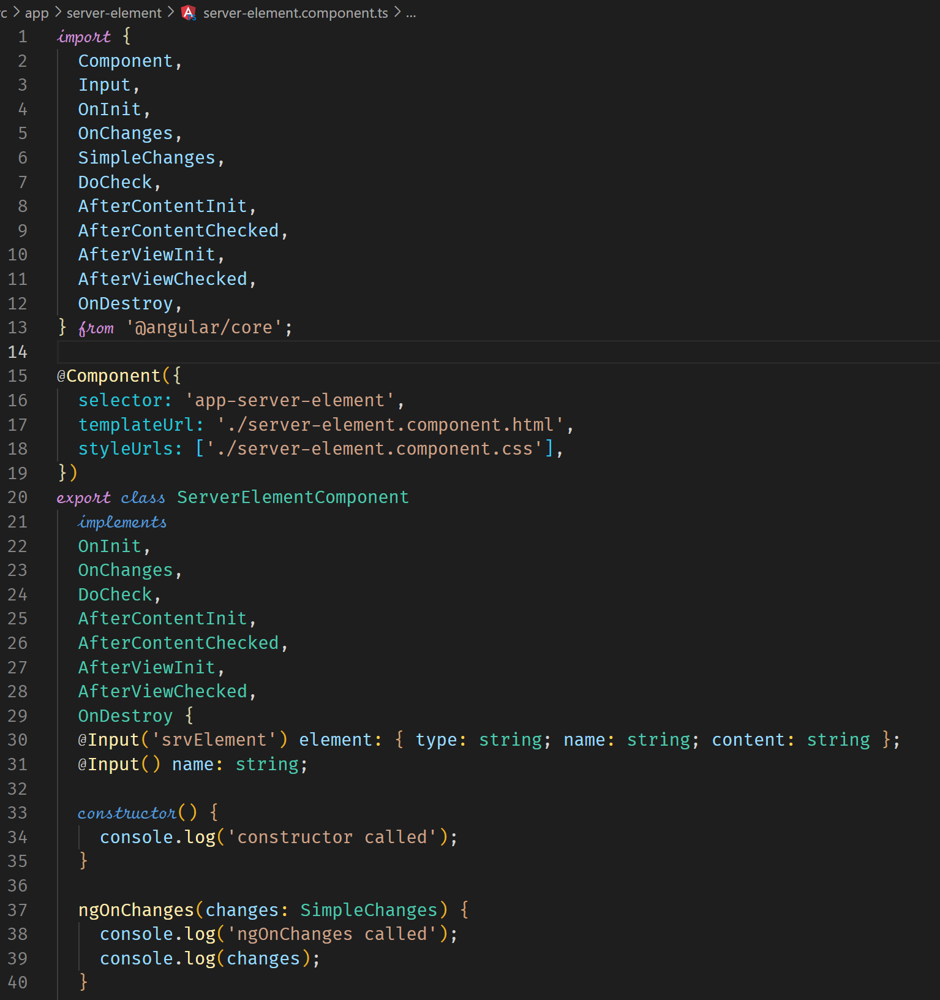 rc > app > server-element > server-element.component.ts > ...
1 import {
2 Component,
3 Input,
4 OnInit,
5 OnChanges,
6 SimpleChanges,
7 DoCheck,
8 AfterContentInit,
9 AfterContentChecked,
10 AfterViewInit,
11 AfterViewChecked,
12 OnDestroy,
13 } from '@angular/core';
14
15 @Component({
16 selector: 'app-server-element',
17 templateUrl: './server-element.component.html',
18 styleUrls: ['./server-element.component.css'],
19 })
20 export class ServerElementComponent
21 implements
22 OnInit,
23 OnChanges,
24 DoCheck,
25 AfterContentInit,
26 AfterContentChecked,
27 AfterViewInit,
28 AfterViewChecked,
29 OnDestroy {
30 @Input('srvElement') element: { type: string; name: string; content: string };
31 @Input() name: string;
32
33 constructor() {
34 console.log('constructor called');
35 }
36
37 ngOnChanges(changes: SimpleChanges) {
38 console.log('ngOnChanges called');
39 console.log(changes);
40 }